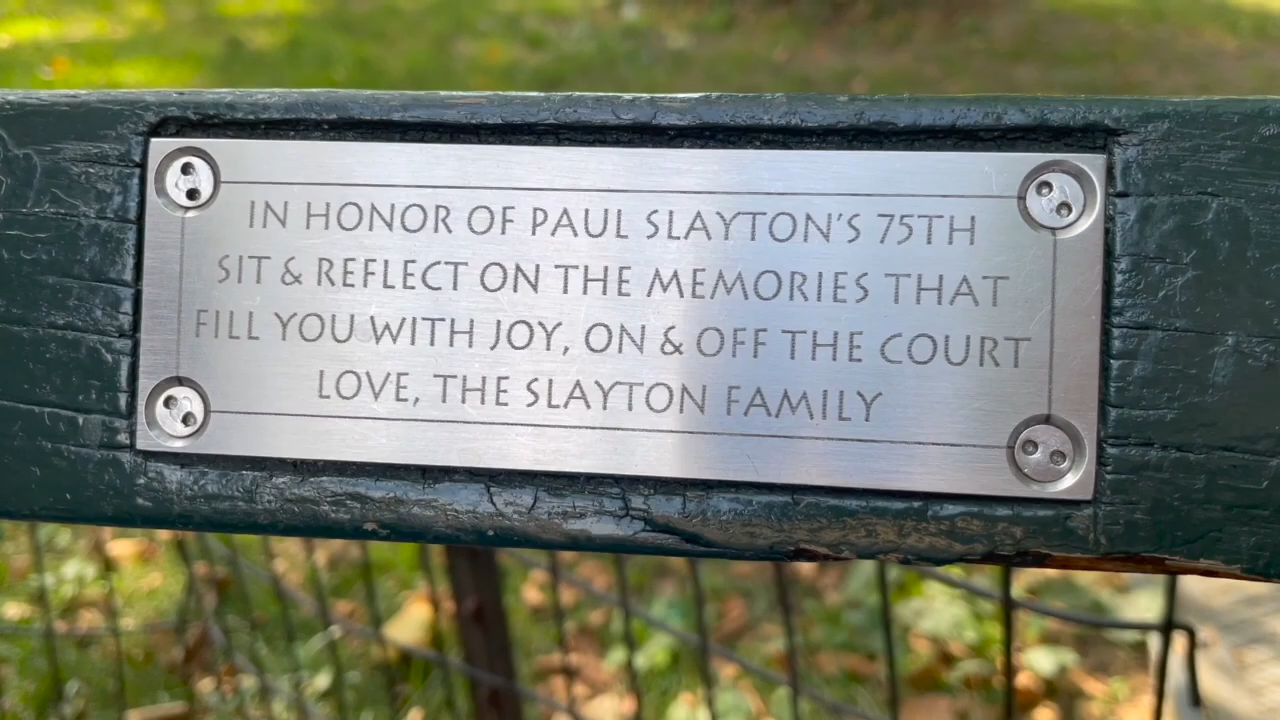 IN HONOR OF PAUL SLAYTON'S 75TH
SIT & REFLECT ON THE MEMORIES THAT
FILL YOU WITH JOY, ON & OFF THE COURT
LOVE, THE SLAYTON FAMILY